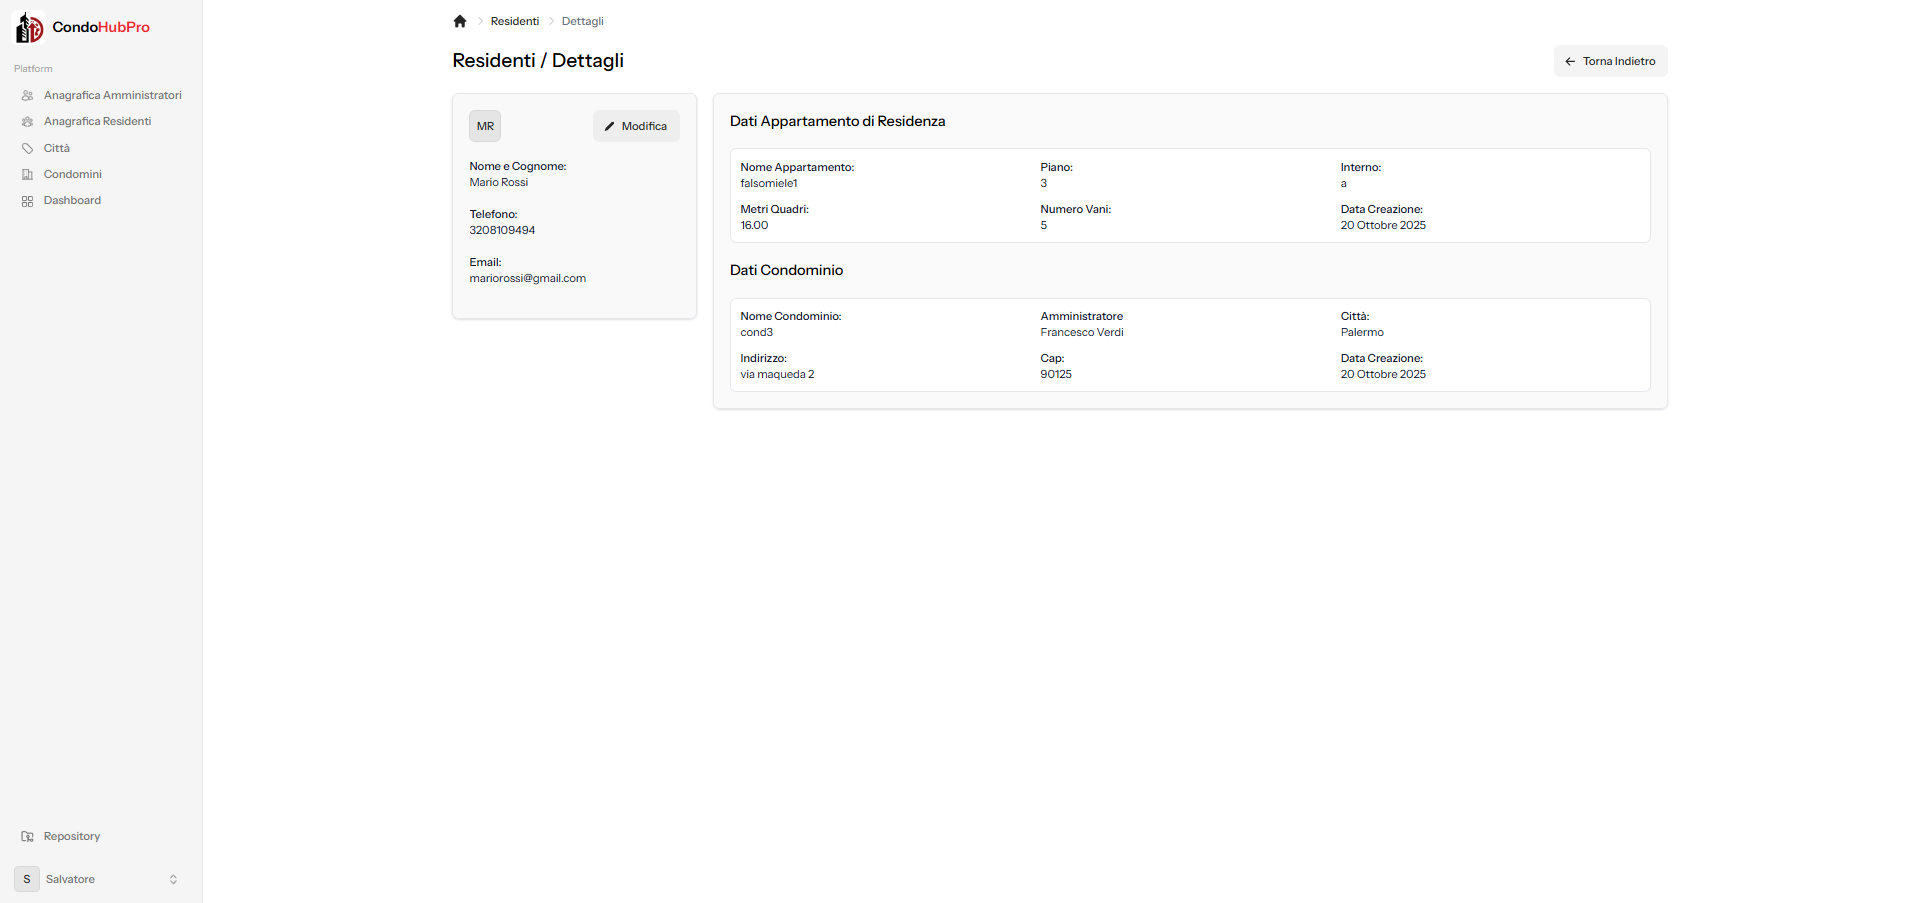 CondoHubPro
Platform
Anagrafica Amministratori
Anagrafica Residenti
Città
Condomini
Dashboard
Repository
S Salvatore
Residenti Dettagli
Residenti / Dettagli
Torna Indietro
MR Modifica
Nome e Cognome:
Mario Rossi
Telefono:
3208109494
Email:
mariorossi@gmail.com
Dati Appartamento di Residenza
Nome Appartamento: Piano: Interno:
falsomiele1 3 a
Metri Quadri: Numero Vani: Data Creazione:
16.00 5 20 Ottobre 2025
Dati Condominio
Nome Condominio: Amministratore Città:
cond3 Francesco Verdi Palermo
Indirizzo: Cap: Data Creazione:
via maqueda 2 90125 20 Ottobre 2025